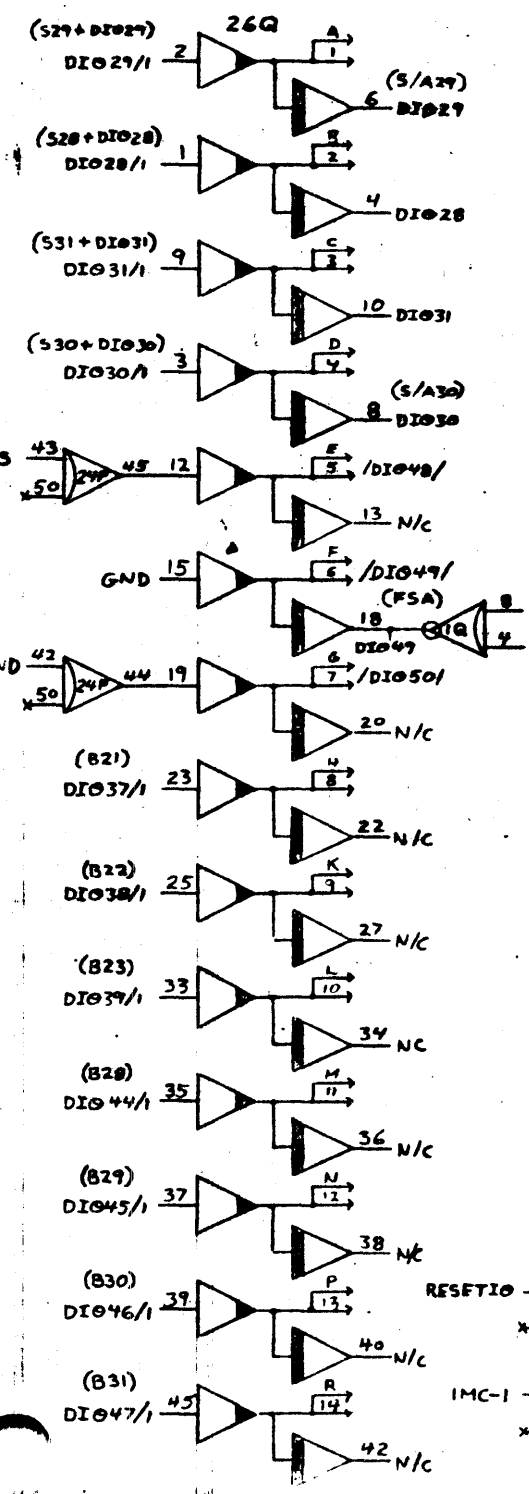 26Q
(S29+DIO29) A
DIO29/1 2 1
(S/A29)
6 DIO29
(S28+DIO28) B
DIO28/1 1 2
4 DIO28
(S31+DIO31) C
DIO31/1 9 3
10 DIO31
(S30+DIO30) D
DIO30/1 3 4
(S/A30)
8 DIO30
43 E
24P 45 12 5 /DIO48/
x50
13 N/C
F
GND 15 6 /DIO49/
(FSA)
8
18 1Q
DIO49 4
42 G
24P 44 19 7 /DIO50/
x50
20 N/C
(B21) H
DIO37/1 23 8
22 N/C
(B22) K
DIO38/1 25 9
27 N/C
(B23) L
DIO39/1 33 10
34 NC
(B28) M
DIO44/1 35 11
36 N/C
(B29) N
DIO45/1 37 12
38 N/C
(B30) P
DIO46/1 39 13
RESETIO
x
40 N/C
(B31) R
DIO47/1 45 14
IMC-1
x
42 N/C